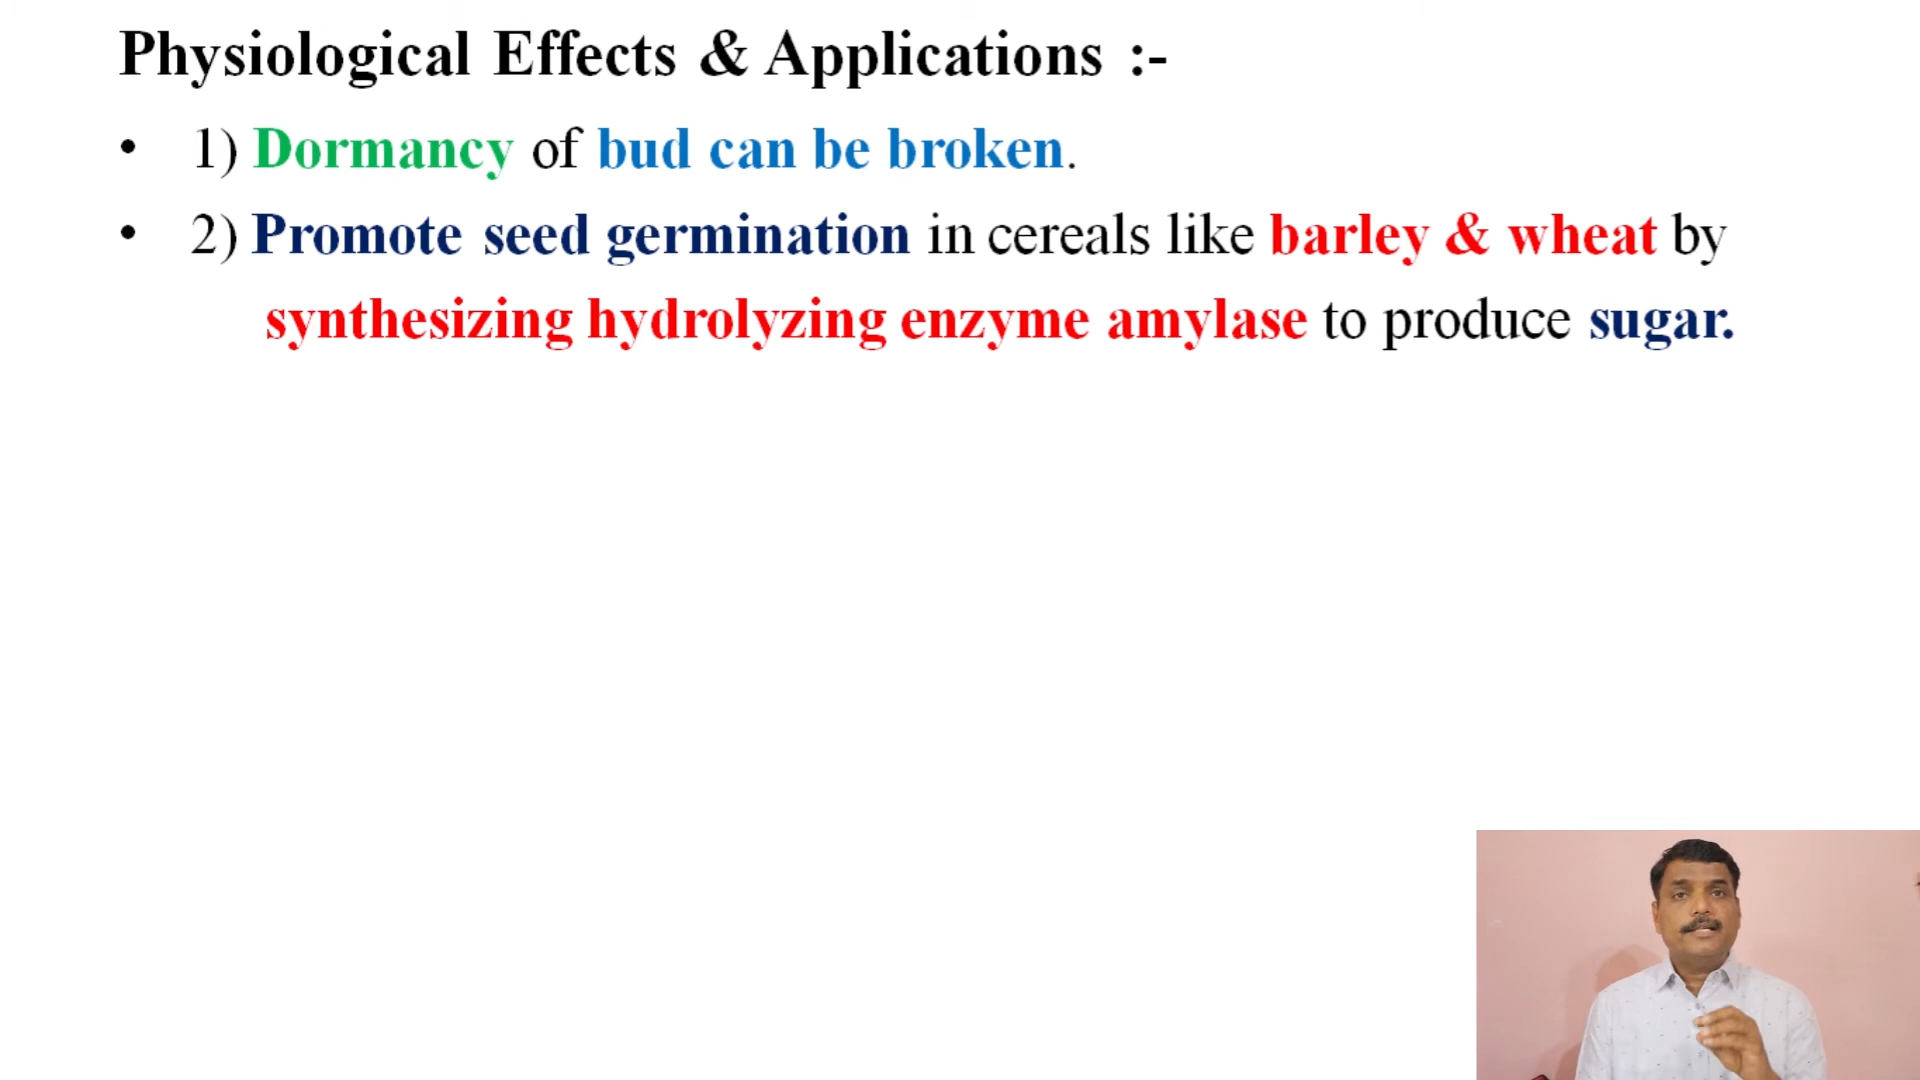 Physiological Effects & Applications :-
• 1) Dormancy of bud can be broken.
• 2) Promote seed germination in cereals like barley & wheat by
synthesizing hydrolyzing enzyme amylase to produce sugar.